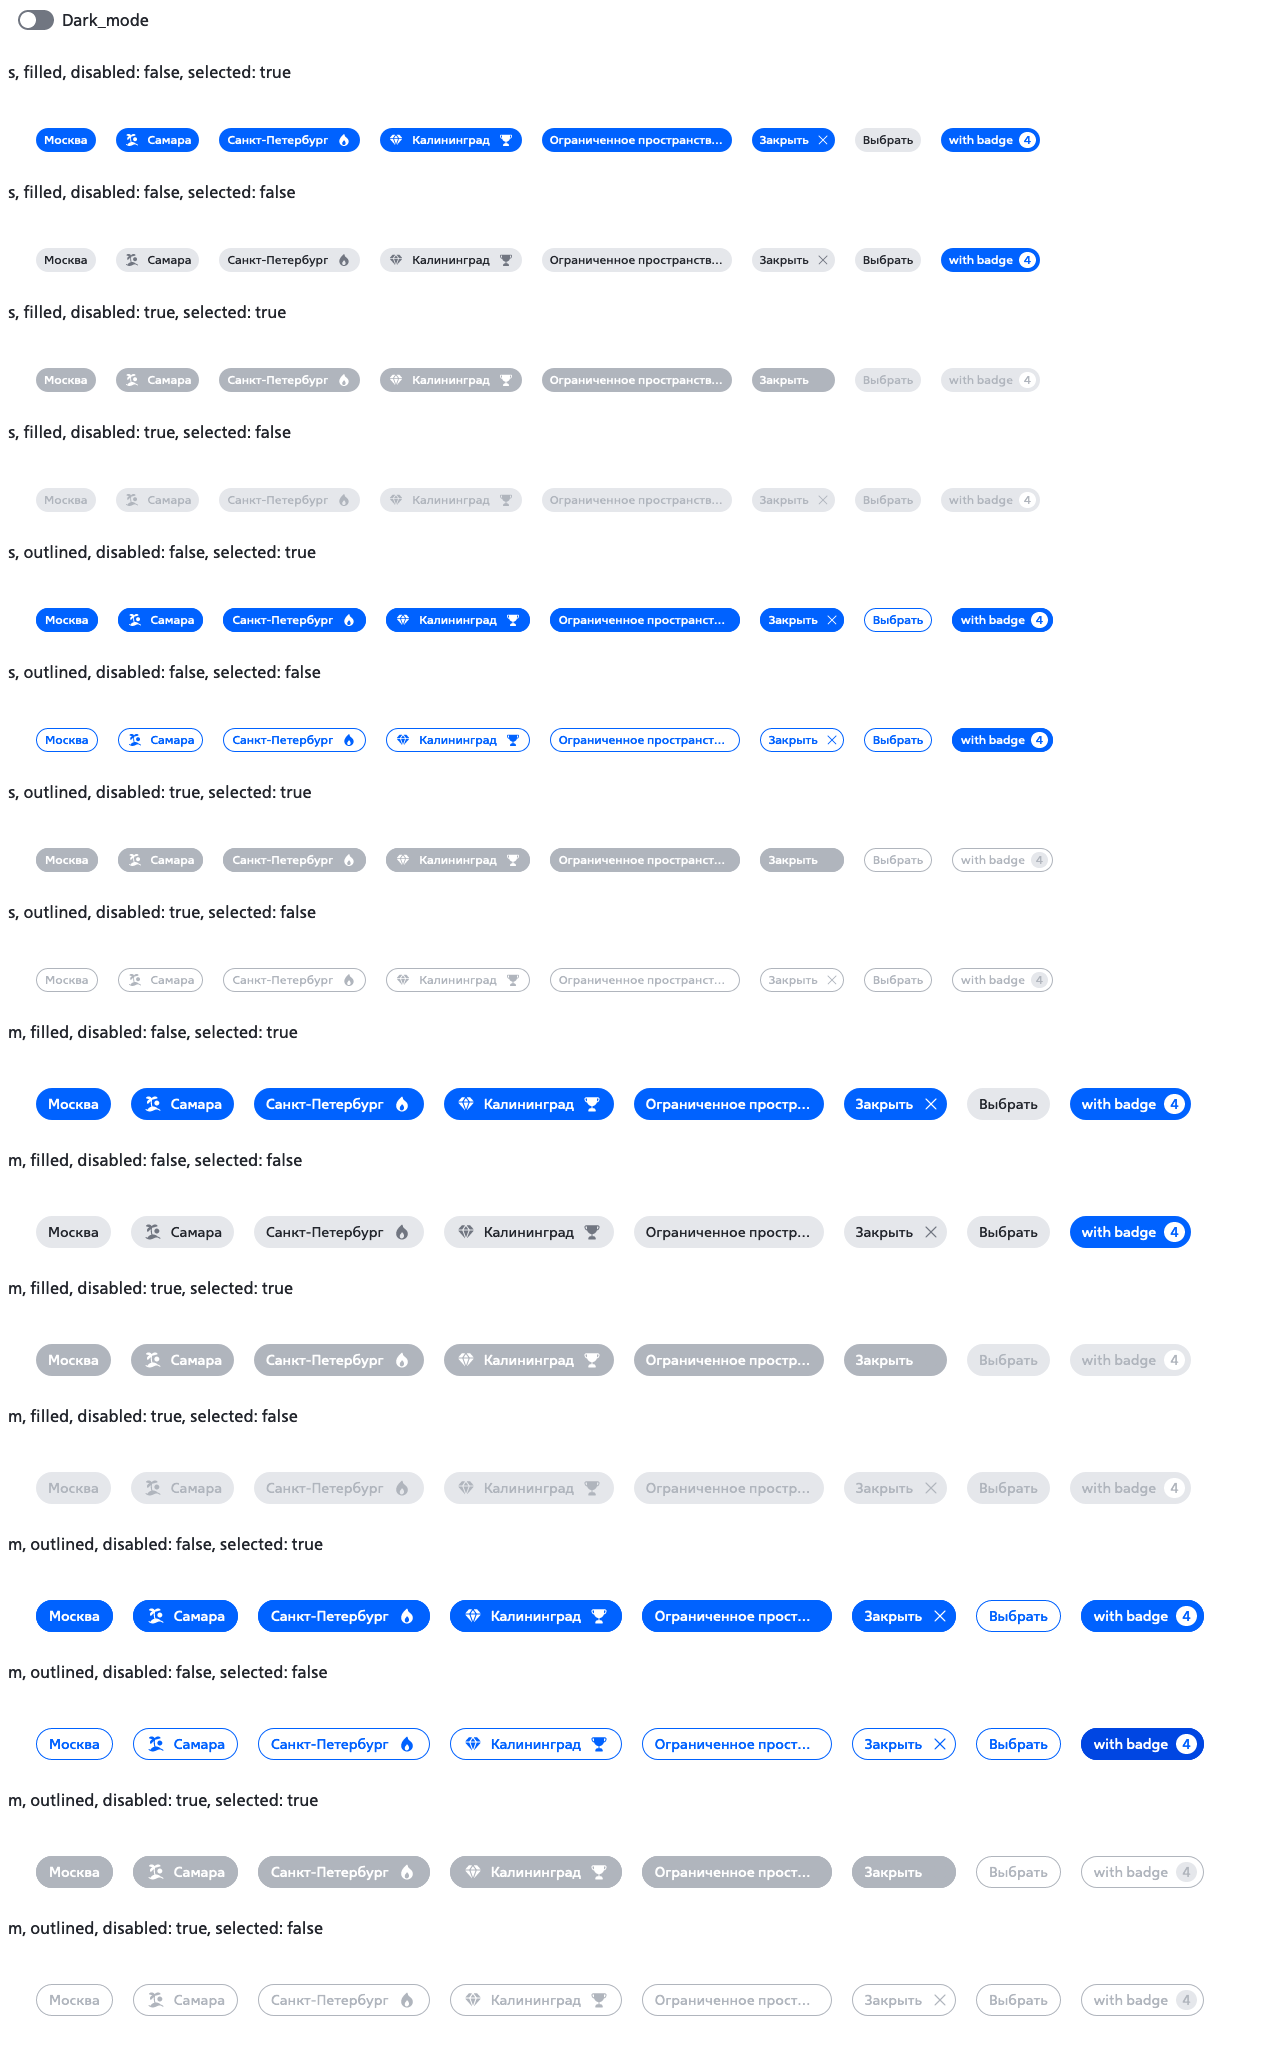 Dark_mode
s, filled, disabled: false, selected: true
Москва Самара Санкт-Петербург Калининград Ограниченное пространств... Закрыть Выбрать with badge 4
s, filled, disabled: false, selected: false
Москва Самара Санкт-Петербург Калининград Ограниченное пространств... Закрыть Выбрать with badge 4
s, filled, disabled: true, selected: true
Москва Самара Санкт-Петербург Калининград Ограниченное пространств... Закрыть Выбрать with badge 4
s, filled, disabled: true, selected: false
Москва Самара Санкт-Петербург Калининград Ограниченное пространств... Закрыть Выбрать with badge 4
s, outlined, disabled: false, selected: true
Москва Самара Санкт-Петербург Калининград Ограниченное пространст... Закрыть Выбрать with badge 4
s, outlined, disabled: false, selected: false
Москва Самара Санкт-Петербург Калининград Ограниченное пространст... Закрыть Выбрать with badge 4
s, outlined, disabled: true, selected: true
Москва Самара Санкт-Петербург Калининград Ограниченное пространст... Закрыть Выбрать with badge 4
s, outlined, disabled: true, selected: false
Москва Самара Санкт-Петербург Калининград Ограниченное пространст... Закрыть Выбрать with badge 4
m, filled, disabled: false, selected: true
Москва Самара Санкт-Петербург Калининград Ограниченное простр... Закрыть Выбрать with badge 4
m, filled, disabled: false, selected: false
Москва Самара Санкт-Петербург Калининград Ограниченное простр... Закрыть Выбрать with badge 4
m, filled, disabled: true, selected: true
Москва Самара Санкт-Петербург Калининград Ограниченное простр... Закрыть Выбрать with badge 4
m, filled, disabled: true, selected: false
Москва Самара Санкт-Петербург Калининград Ограниченное простр... Закрыть Выбрать with badge 4
m, outlined, disabled: false, selected: true
Москва Самара Санкт-Петербург Калининград Ограниченное прост... Закрыть Выбрать with badge 4
m, outlined, disabled: false, selected: false
Москва Самара Санкт-Петербург Калининград Ограниченное прост... Закрыть Выбрать with badge 4
m, outlined, disabled: true, selected: true
Москва Самара Санкт-Петербург Калининград Ограниченное прост... Закрыть Выбрать with badge 4
m, outlined, disabled: true, selected: false
Москва Самара Санкт-Петербург Калининград Ограниченное прост... Закрыть Выбрать with badge 4